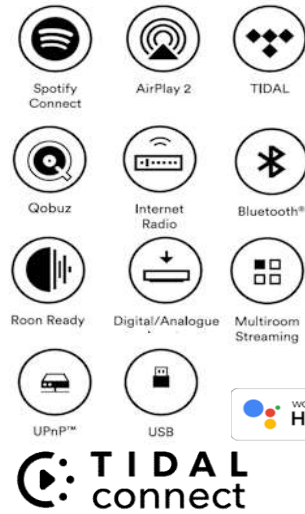 Spotify
Connect
AirPlay 2
TIDAL
Qobuz
Internet
Radio
Bluetooth®
Roon Ready
Digital/Analogue
Multiroom
Streaming
UPnP™
USB
TIDAL
connect